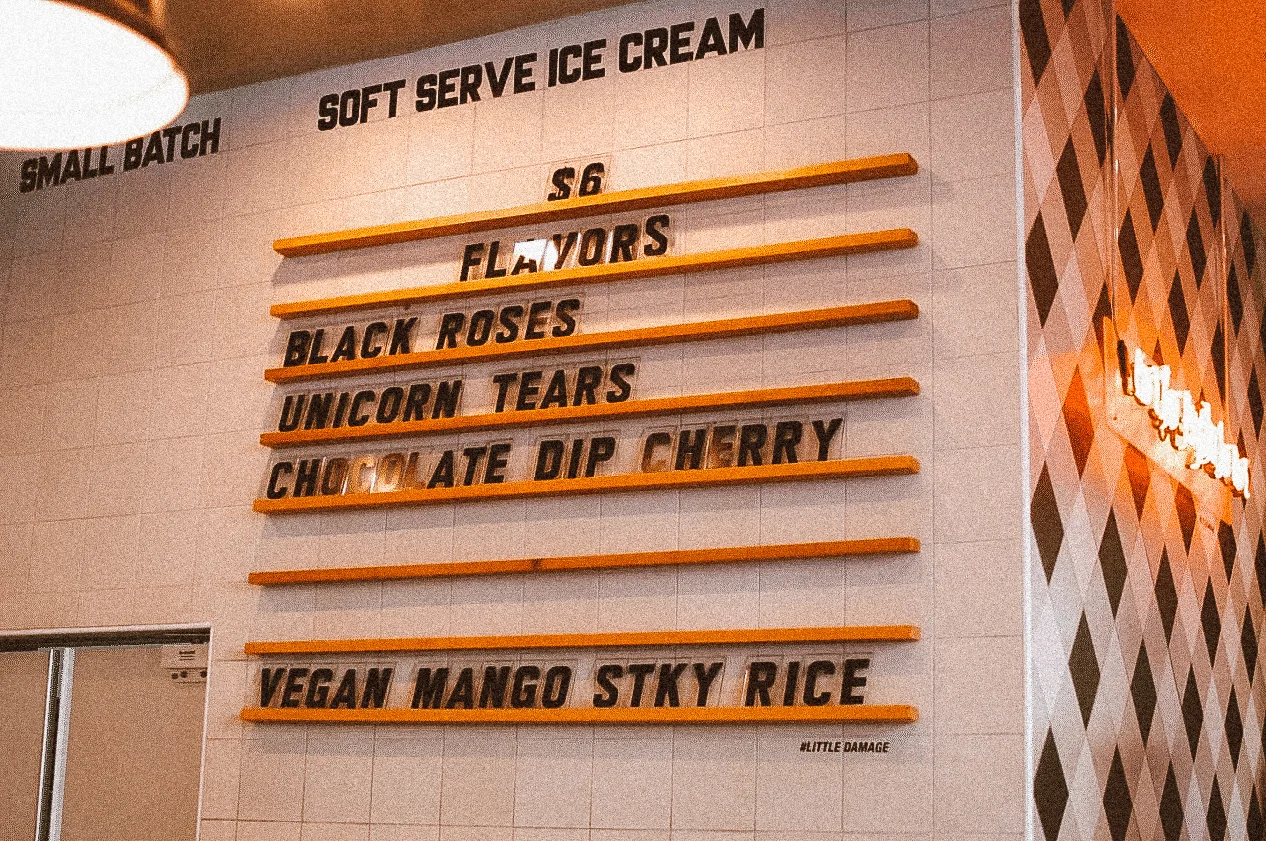 SMALL BATCH
SOFT SERVE ICE CREAM
$6
FLAVORS
BLACK ROSES
UNICORN TEARS
CHOCOLATE DIP CHERRY
VEGAN MANGO STKY RICE
#LITTLE DAMAGE